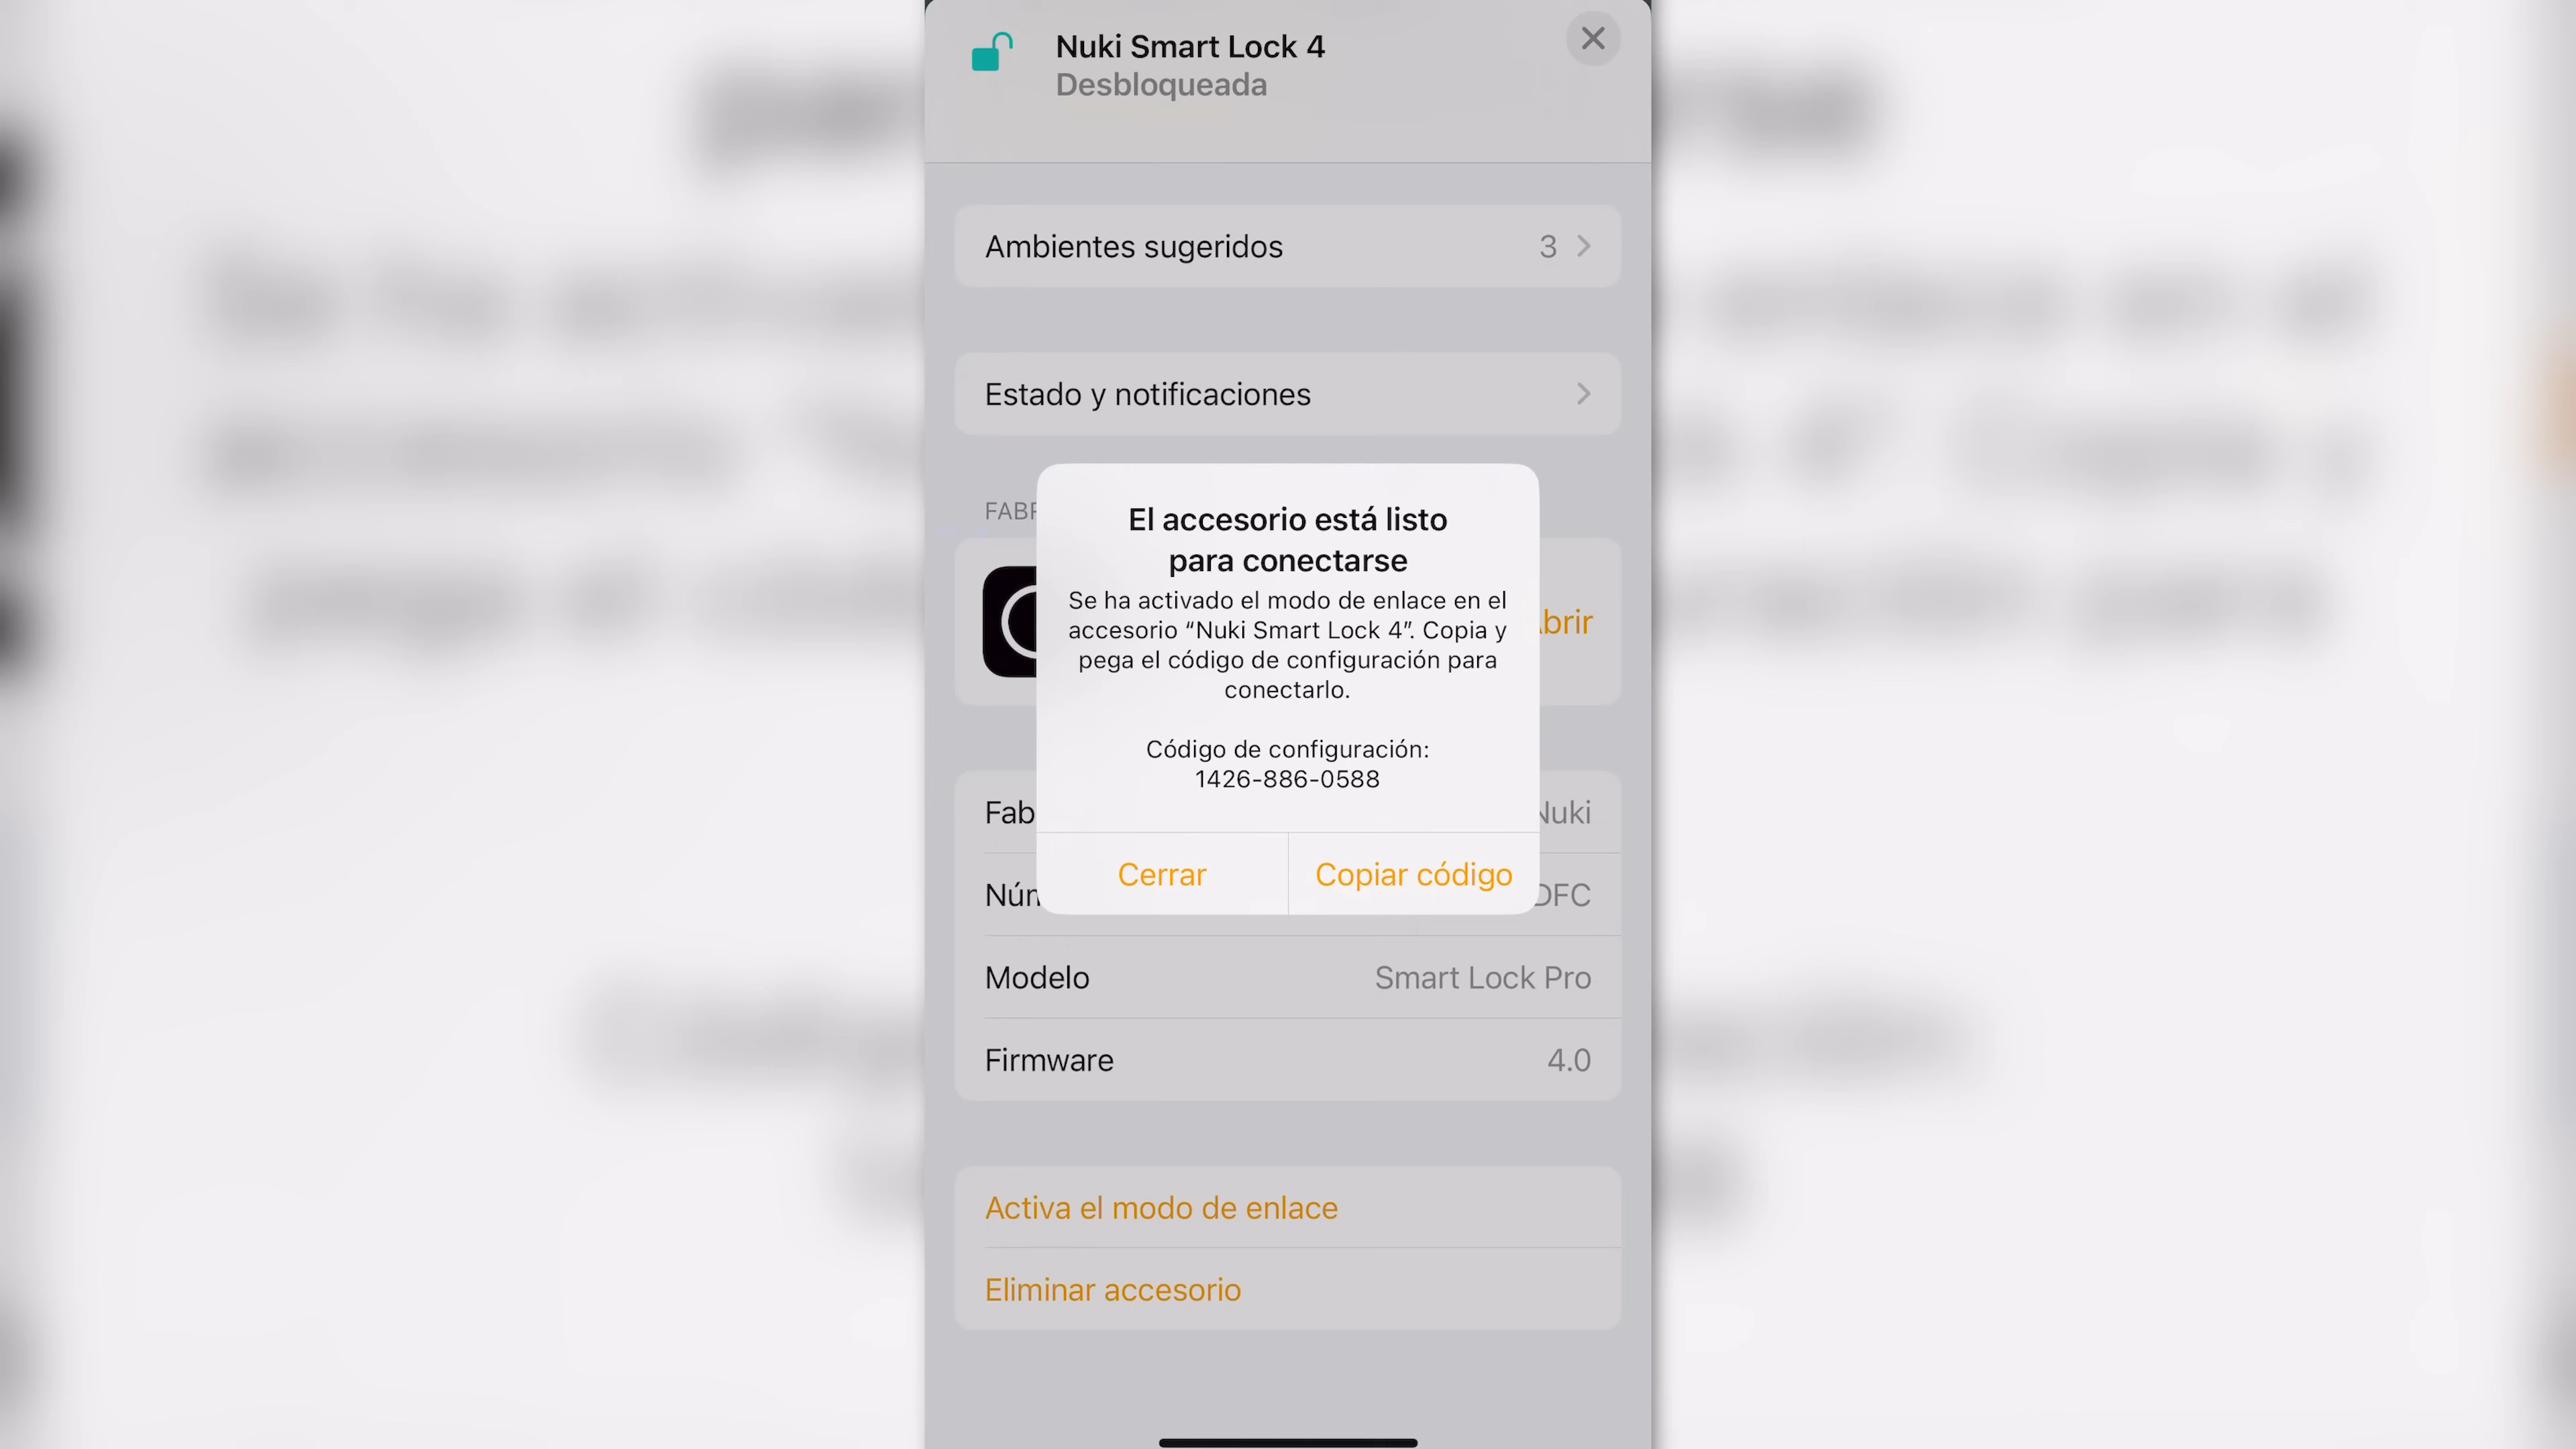 Nuki Smart Lock 4
Desbloqueada
Ambientes sugeridos 3
Estado y notificaciones
El accesorio está listo
para conectarse
Se ha activado el modo de enlace en el
accesorio “Nuki Smart Lock 4”. Copia y
pega el código de configuración para
conectarlo.
Código de configuración:
1426-886-0588
Nuki
Cerrar Copiar código
Modelo Smart Lock Pro
Firmware 4.0
Activa el modo de enlace
Eliminar accesorio